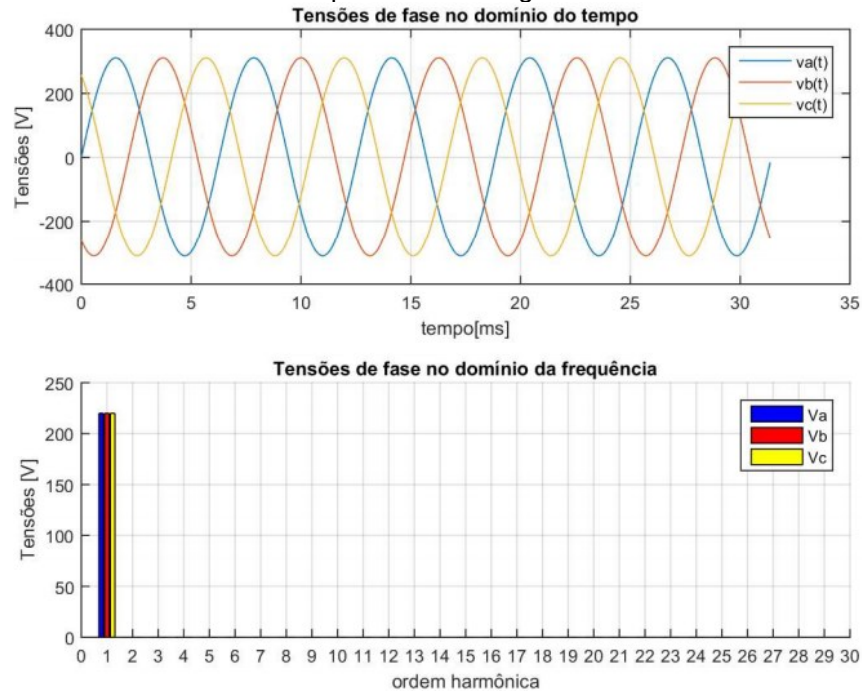 Tensões de fase no domínio do tempo
400
200
0
-200
-400
Tensões [V]
va(t)
vb(t)
vc(t)
0 5 10 15 20 25 30 35
tempo[ms]
Tensões de fase no domínio da frequência
250
200
150
100
50
0
Tensões [V]
Va
Vb
Vc
0 1 2 3 4 5 6 7 8 9 10 11 12 13 14 15 16 17 18 19 20 21 22 23 24 25 26 27 28 29 30
ordem harmônica